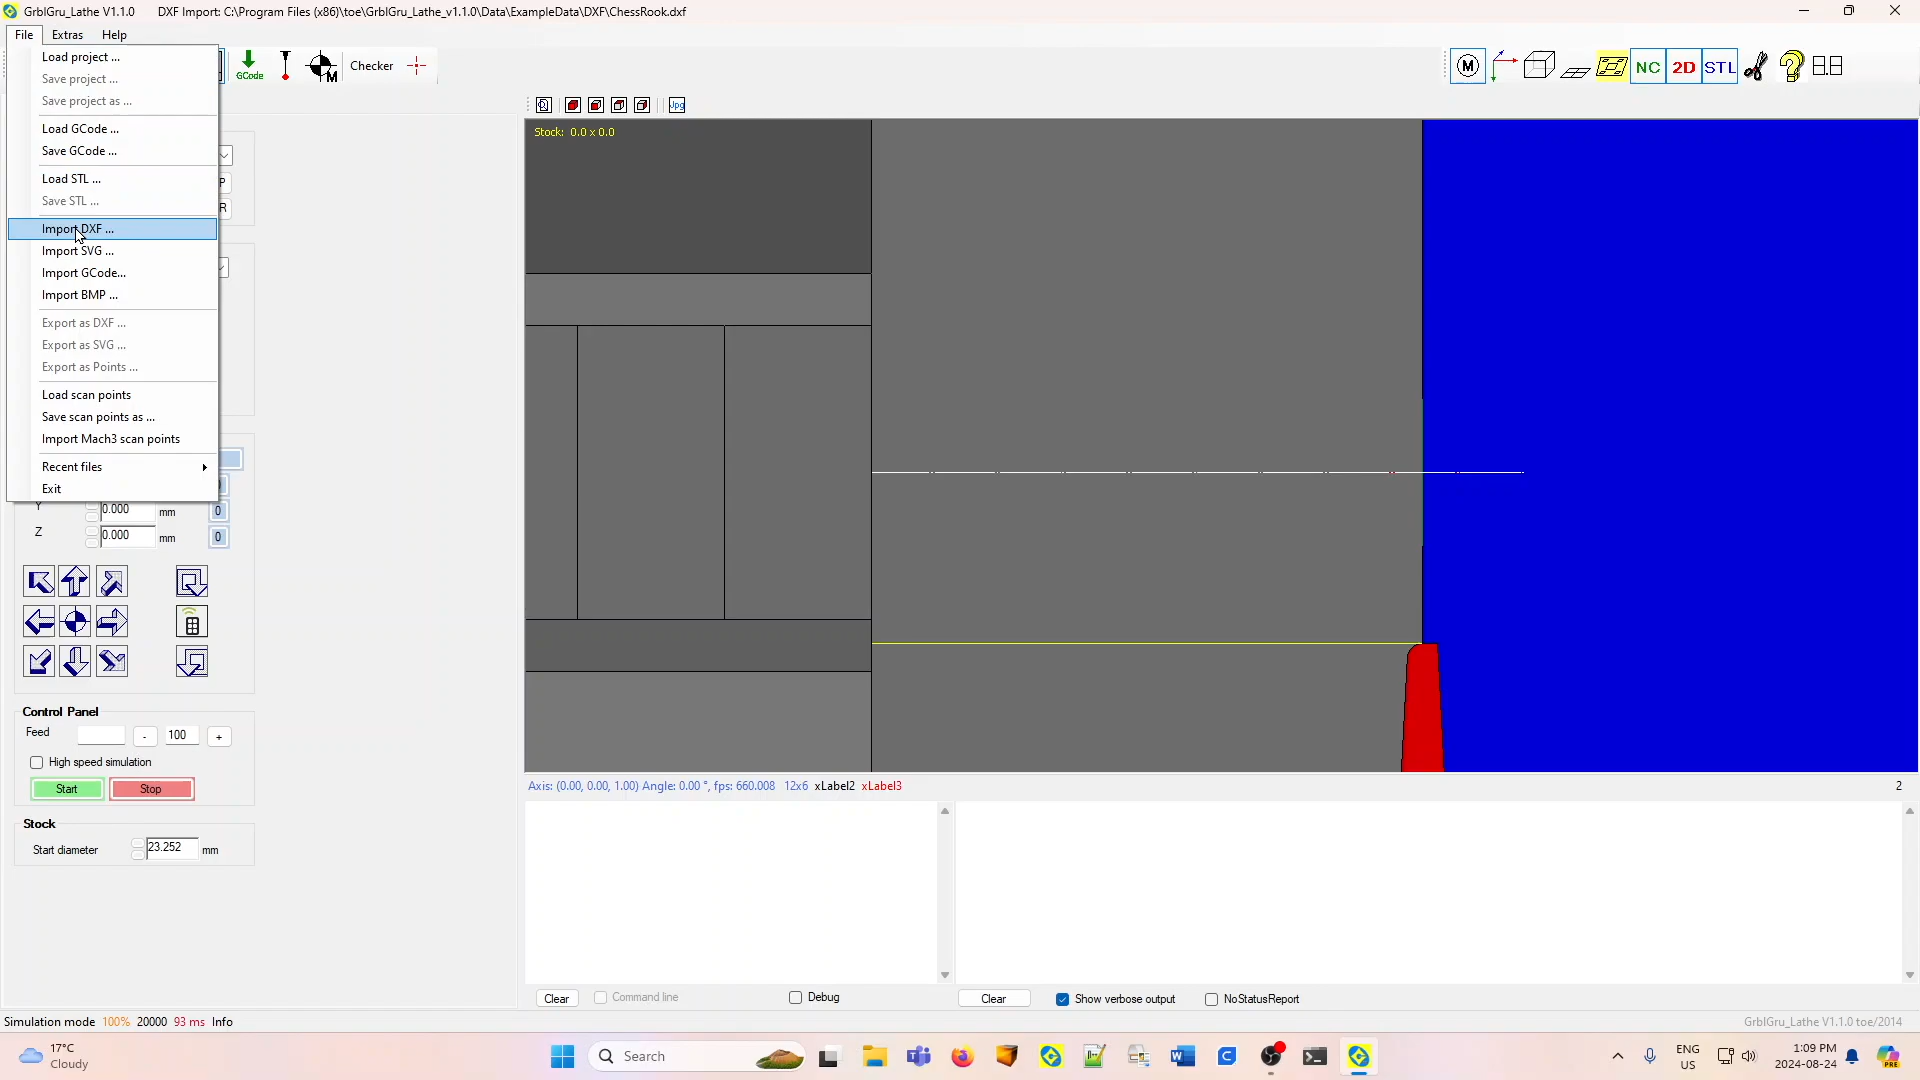 GrblGru_Lathe V1.1.0 DXF Import: C:\Program Files (x86)\toe\GrblGru_Lathe_v1.1.0\Data\ExampleData\DXF\ChessRook.dxf
File Extras Help
Load project ...
Save project ...
Save project as ...
Load GCode ...
Save GCode ...
Load STL ...
Save STL ...
Import DXF ...
Import SVG ...
Import GCode...
Import BMP ...
Export as DXF ...
Export as SVG ...
Export as Points ...
Load scan points
Save scan points as ...
Import Mach3 scan points
Recent files
Exit
GCode M Checker
M NC 2D STL
Jpg
Stock: 0.0 x 0.0
P
R
Y 0.000 mm 0
Z 0.000 mm 0
Control Panel
Feed - 100 +
High speed simulation
Start Stop
Stock
Start diameter 23.252 mm
Axis: (0.00, 0.00, 1.00) Angle: 0.00 °, fps: 660.008 12x6 xLabel2 xLabel3 2
Clear Command line Debug Clear Show verbose output NoStatusReport
Simulation mode 100% 20000 93 ms Info GrblGru_Lathe V1.1.0 toe/2014
17°C
Cloudy
Search
ENG
US
1:09 PM
2024-08-24
PRE